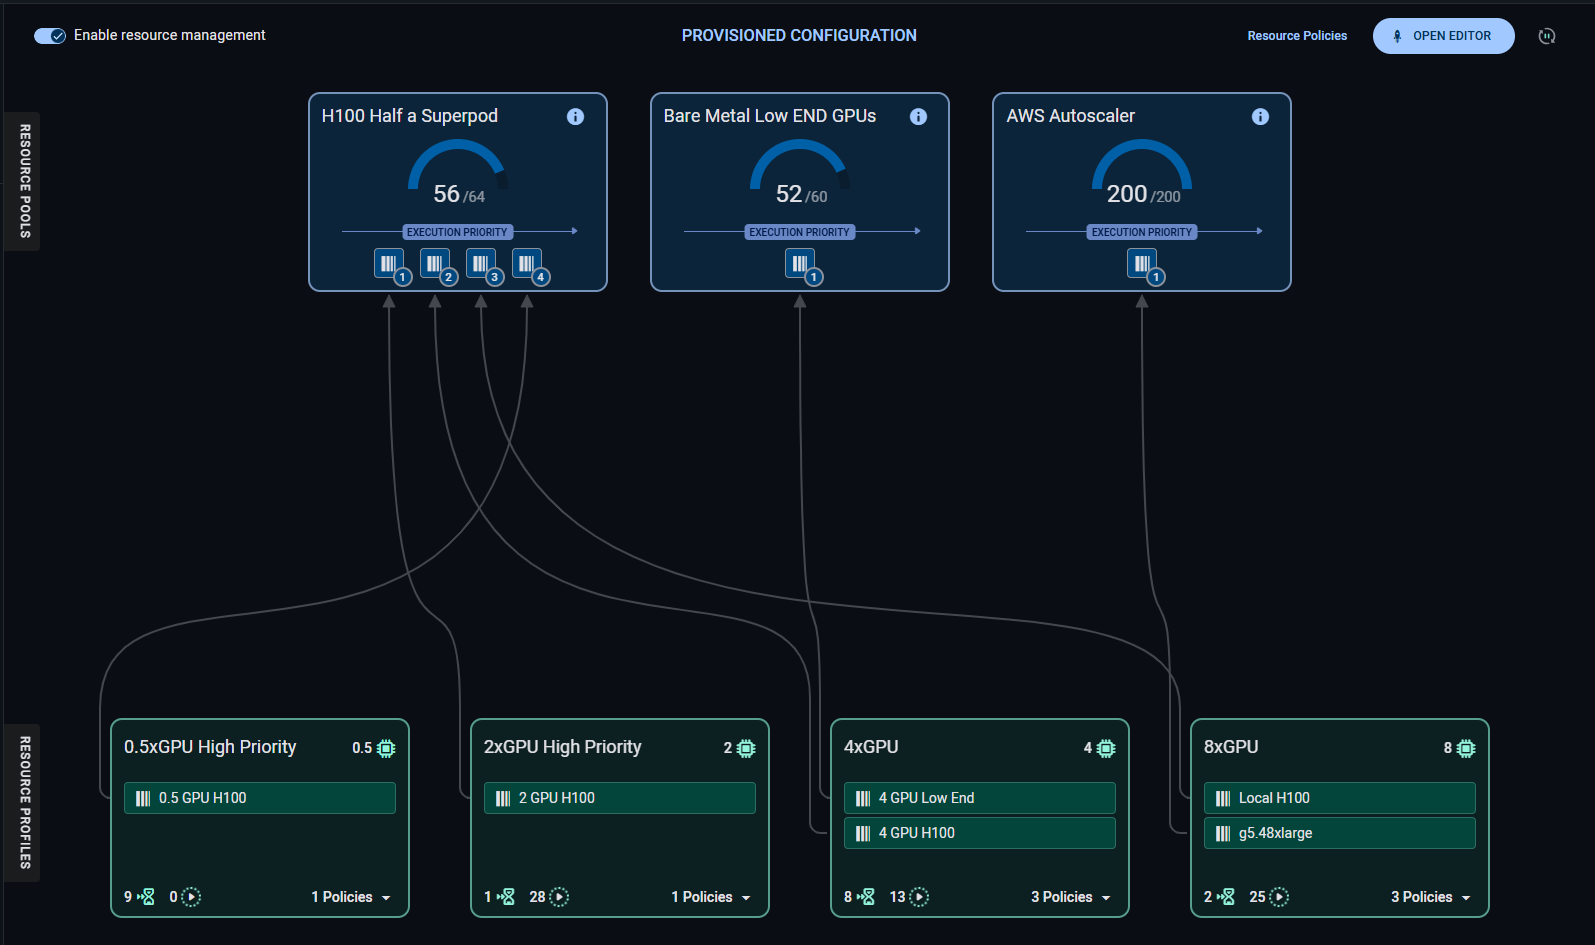 Enable resource management
PROVISIONED CONFIGURATION
Resource Policies
OPEN EDITOR
RESOURCE POOLS
H100 Half a Superpod
56/64
EXECUTION PRIORITY
1
2
3
4
Bare Metal Low END GPUs
52/60
EXECUTION PRIORITY
1
AWS Autoscaler
200/200
EXECUTION PRIORITY
1
RESOURCE PROFILES
0.5xGPU High Priority
0.5
0.5 GPU H100
9
0
1 Policies
2xGPU High Priority
2
2 GPU H100
1
28
1 Policies
4xGPU
4
4 GPU Low End
4 GPU H100
8
13
3 Policies
8xGPU
8
Local H100
g5.48xlarge
2
25
3 Policies